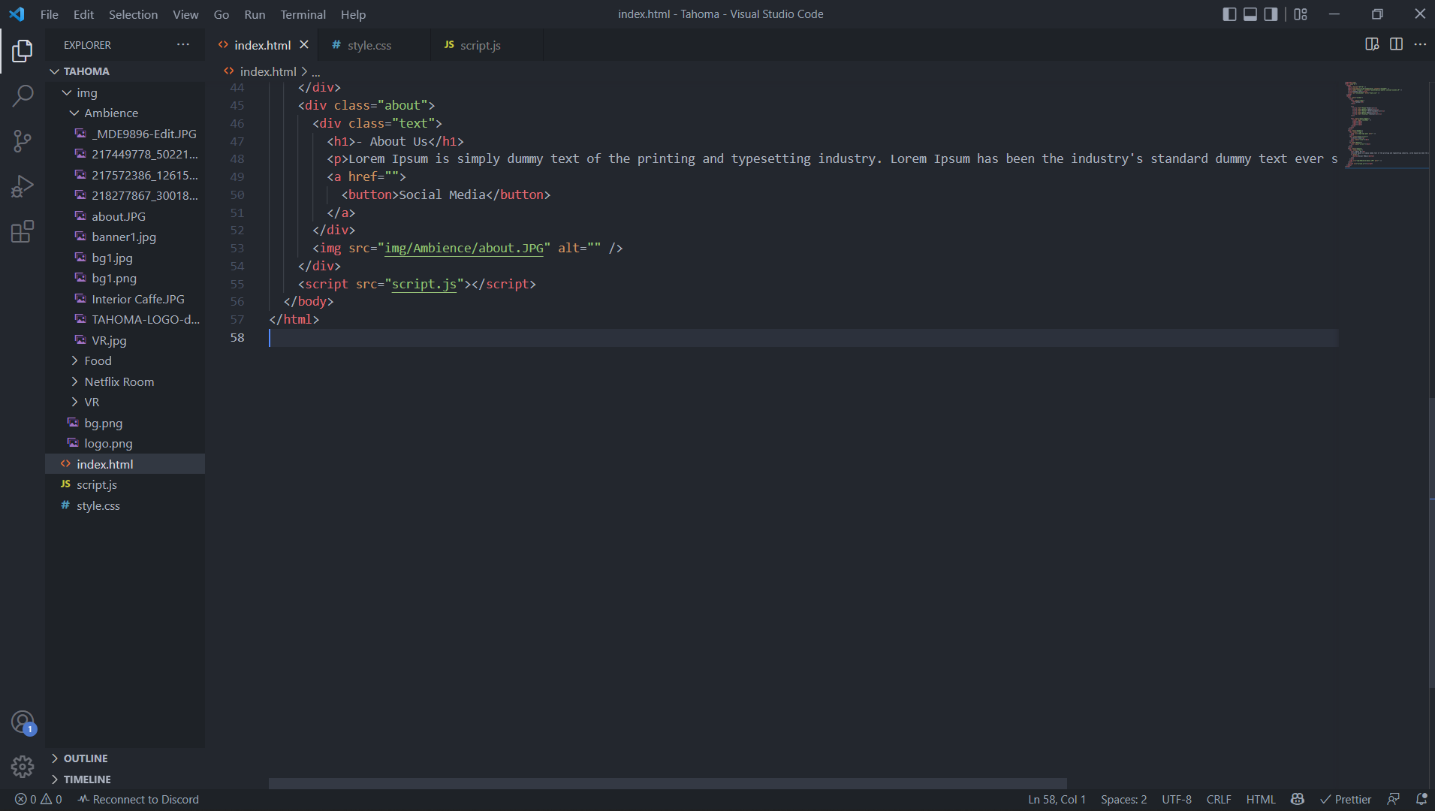 File Edit Selection View Go Run Terminal Help
index.html - Tahoma - Visual Studio Code
EXPLORER
index.html
# style.css
JS script.js
TAHOMA
index.html > ...
img
Ambience
_MDE9896-Edit.JPG
217449778_50221...
217572386_12615...
218277867_30018...
about.JPG
banner1.jpg
bg1.jpg
bg1.png
Interior Caffe.JPG
TAHOMA-LOGO-d...
VR.jpg
Food
Netflix Room
VR
bg.png
logo.png
index.html
JS script.js
# style.css
OUTLINE
TIMELINE
44 </div>
45 <div class="about">
46 <div class="text">
47 <h1>- About Us</h1>
48 <p>Lorem Ipsum is simply dummy text of the printing and typesetting industry. Lorem Ipsum has been the industry's standard dummy text ever s
49 <a href="">
50 <button>Social Media</button>
51 </a>
52 </div>
53 <img src="img/Ambience/about.JPG" alt="" />
54 </div>
55 <script src="script.js"></script>
56 </body>
57 </html>
58
1
0 0 Reconnect to Discord
Ln 58, Col 1 Spaces: 2 UTF-8 CRLF HTML Prettier